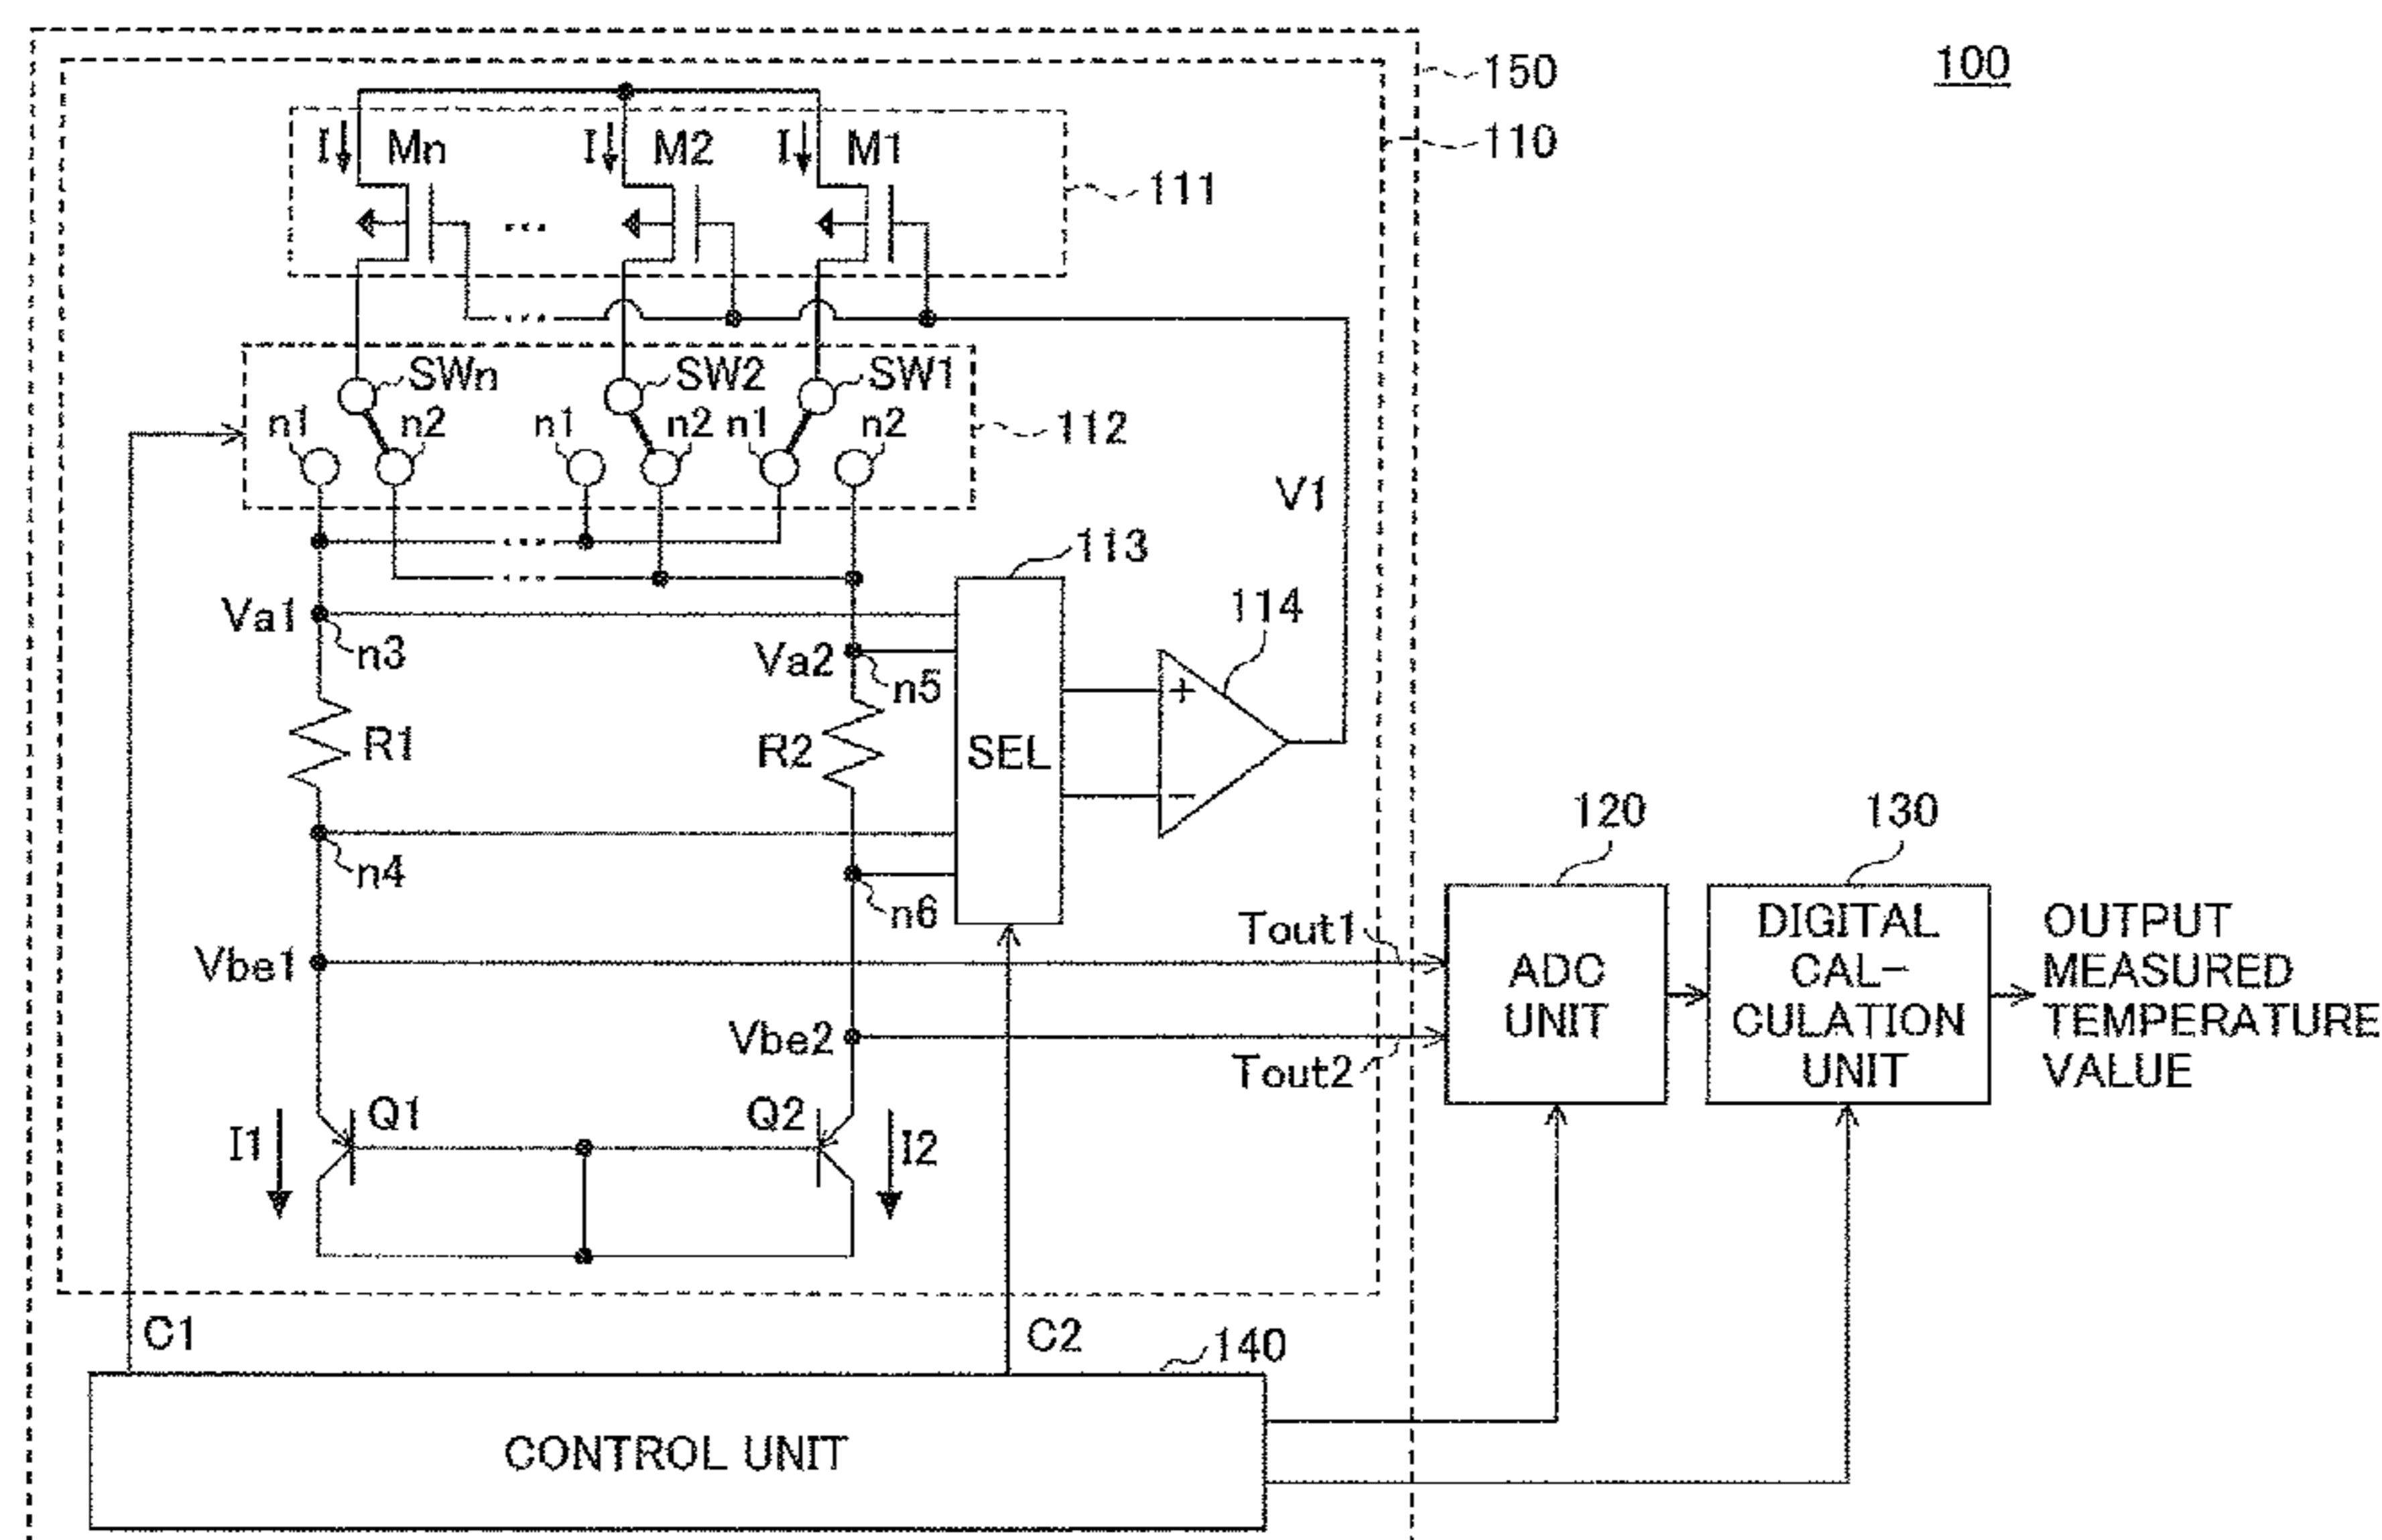 100
150
110
I
Mn
I
M2
I
M1
111
...
...
SWn
SW2
SW1
n1
n2
n1
n2
n1
n2
112
V1
...
...
113
Va1
n3
Va2
n5
114
R1
R2
SEL
+
−
n4
n6
120
130
Tout1
Vbe1
Vbe2
Tout2
ADC
UNIT
DIGITAL
CAL-
CULATION
UNIT
OUTPUT
MEASURED
TEMPERATURE
VALUE
I1
Q1
Q2
I2
C1
C2
140
CONTROL UNIT